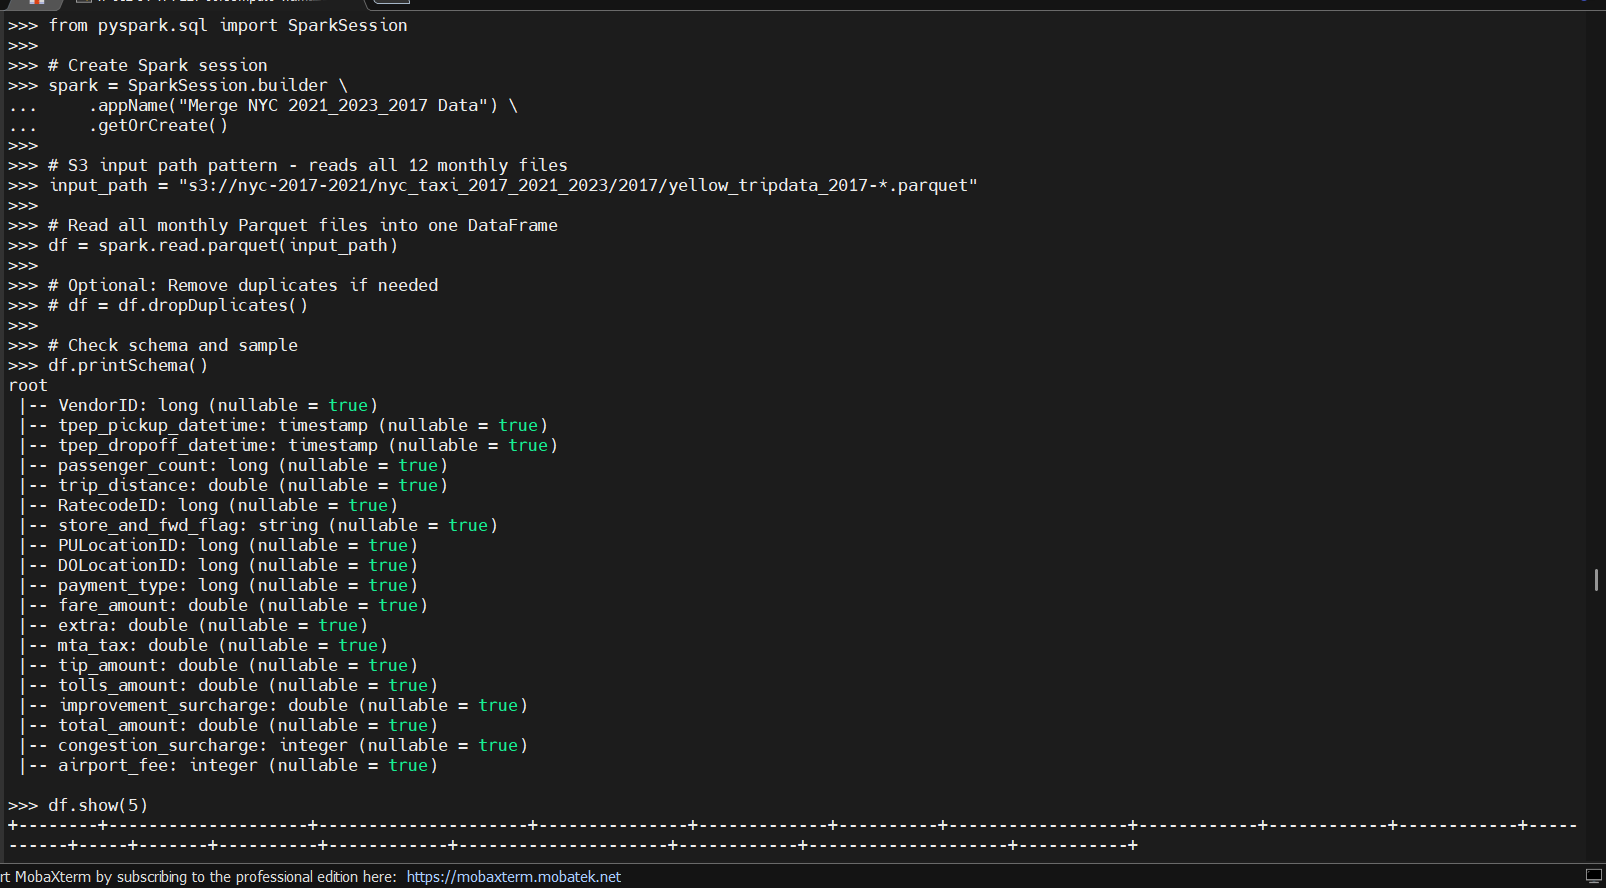 >>> from pyspark.sql import SparkSession
>>>
>>> # Create Spark session
>>> spark = SparkSession.builder \
...     .appName("Merge NYC 2021_2023_2017 Data") \
...     .getOrCreate()
>>>
>>> # S3 input path pattern - reads all 12 monthly files
>>> input_path = "s3://nyc-2017-2021/nyc_taxi_2017_2021_2023/2017/yellow_tripdata_2017-*.parquet"
>>>
>>> # Read all monthly Parquet files into one DataFrame
>>> df = spark.read.parquet(input_path)
>>>
>>> # Optional: Remove duplicates if needed
>>> # df = df.dropDuplicates()
>>>
>>> # Check schema and sample
>>> df.printSchema()
root
 |-- VendorID: long (nullable = true)
 |-- tpep_pickup_datetime: timestamp (nullable = true)
 |-- tpep_dropoff_datetime: timestamp (nullable = true)
 |-- passenger_count: long (nullable = true)
 |-- trip_distance: double (nullable = true)
 |-- RatecodeID: long (nullable = true)
 |-- store_and_fwd_flag: string (nullable = true)
 |-- PULocationID: long (nullable = true)
 |-- DOLocationID: long (nullable = true)
 |-- payment_type: long (nullable = true)
 |-- fare_amount: double (nullable = true)
 |-- extra: double (nullable = true)
 |-- mta_tax: double (nullable = true)
 |-- tip_amount: double (nullable = true)
 |-- tolls_amount: double (nullable = true)
 |-- improvement_surcharge: double (nullable = true)
 |-- total_amount: double (nullable = true)
 |-- congestion_surcharge: integer (nullable = true)
 |-- airport_fee: integer (nullable = true)
>>> df.show(5)
+--------+--------------------+---------------------+---------------+-------------+----------+------------------+------------+------------+------------+-----
------+-----+-------+----------+------------+---------------------+------------+--------------------+-----------+
rt MobaXterm by subscribing to the professional edition here: https://mobaxterm.mobatek.net